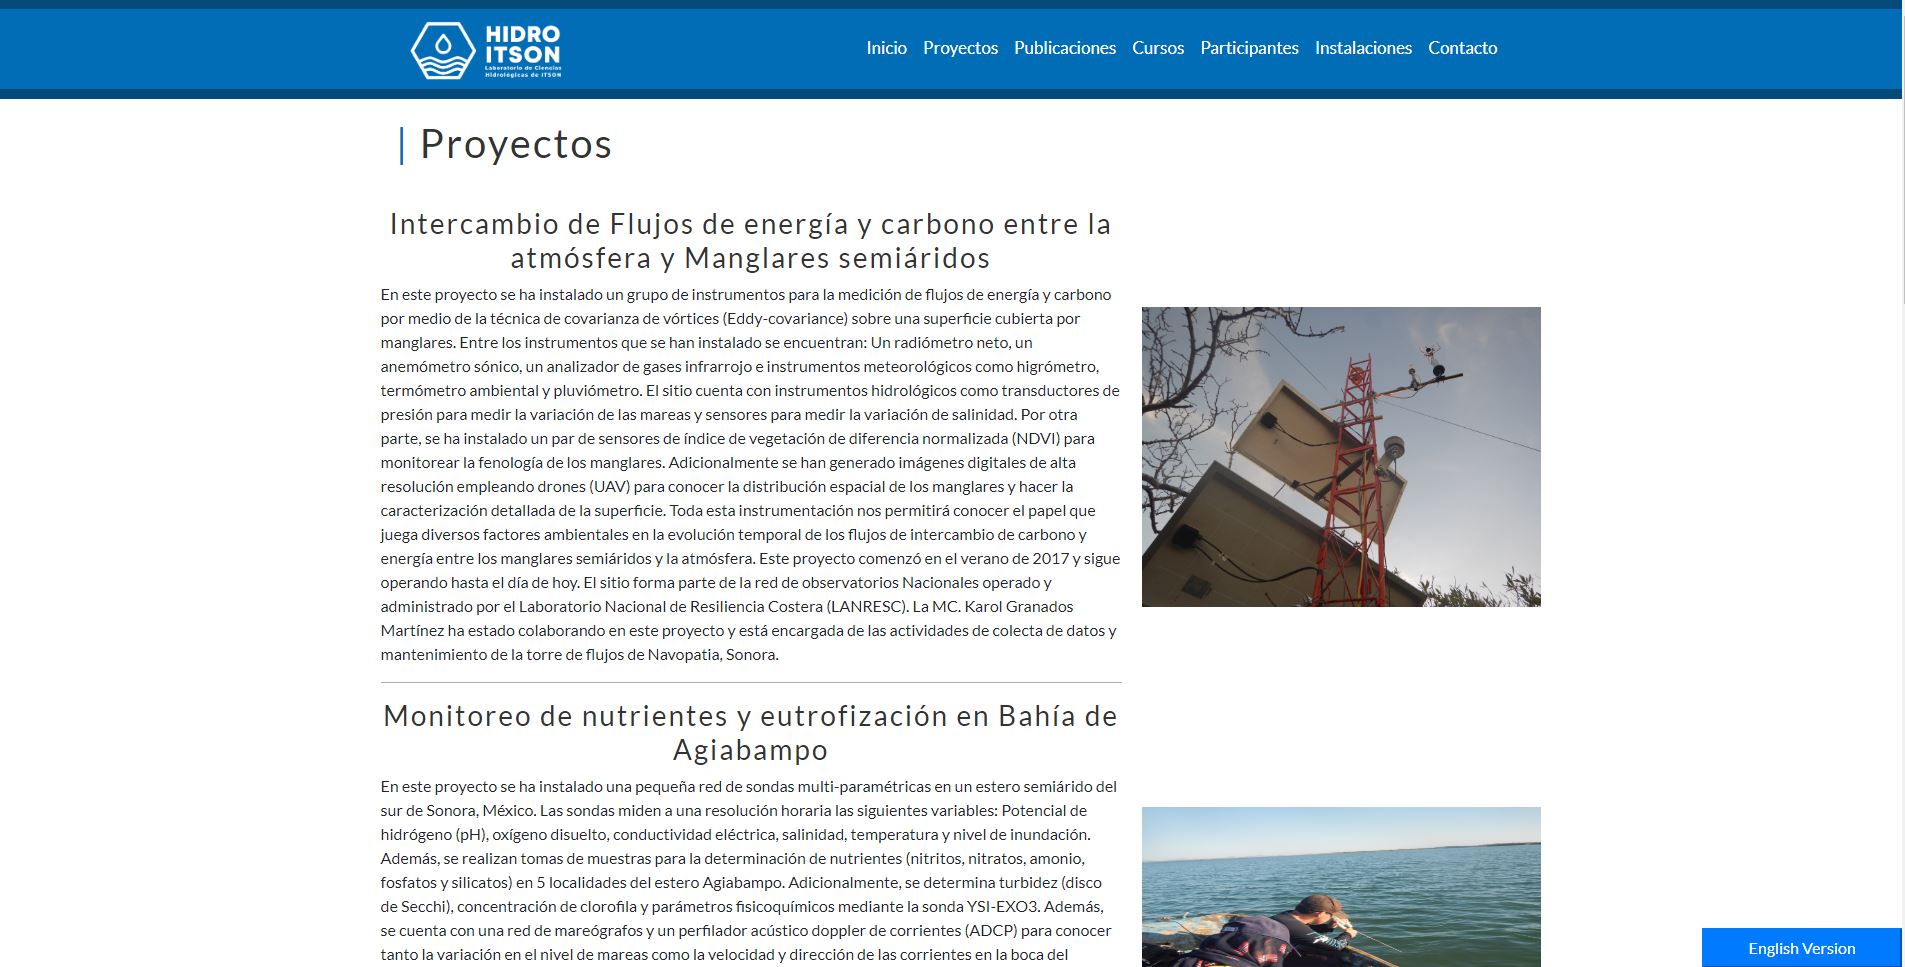 HIDRO
ITSON
Laboratorio de Ciencias
Hidrológicas de ITSON
Inicio Proyectos Publicaciones Cursos Participantes Instalaciones Contacto
| Proyectos
Intercambio de Flujos de energía y carbono entre la
atmósfera y Manglares semiáridos
En este proyecto se ha instalado un grupo de instrumentos para la medición de flujos de energía y carbono
por medio de la técnica de covarianza de vórtices (Eddy-covariance) sobre una superficie cubierta por
manglares. Entre los instrumentos que se han instalado se encuentran: Un radiómetro neto, un
anemómetro sónico, un analizador de gases infrarrojo e instrumentos meteorológicos como higrómetro,
termómetro ambiental y pluviómetro. El sitio cuenta con instrumentos hidrológicos como transductores de
presión para medir la variación de las mareas y sensores para medir la variación de salinidad. Por otra
parte, se ha instalado un par de sensores de índice de vegetación de diferencia normalizada (NDVI) para
monitorear la fenología de los manglares. Adicionalmente se han generado imágenes digitales de alta
resolución empleando drones (UAV) para conocer la distribución espacial de los manglares y hacer la
caracterización detallada de la superficie. Toda esta instrumentación nos permitirá conocer el papel que
juega diversos factores ambientales en la evolución temporal de los flujos de intercambio de carbono y
energía entre los manglares semiáridos y la atmósfera. Este proyecto comenzó en el verano de 2017 y sigue
operando hasta el día de hoy. El sitio forma parte de la red de observatorios Nacionales operado y
administrado por el Laboratorio Nacional de Resiliencia Costera (LANRESC). La MC. Karol Granados
Martínez ha estado colaborando en este proyecto y está encargada de las actividades de colecta de datos y
mantenimiento de la torre de flujos de Navopatia, Sonora.
Monitoreo de nutrientes y eutrofización en Bahía de
Agiabampo
En este proyecto se ha instalado una pequeña red de sondas multi-paramétricas en un estero semiárido del
sur de Sonora, México. Las sondas miden a una resolución horaria las siguientes variables: Potencial de
hidrógeno (pH), oxígeno disuelto, conductividad eléctrica, salinidad, temperatura y nivel de inundación.
Además, se realizan tomas de muestras para la determinación de nutrientes (nitritos, nitratos, amonio,
fosfatos y silicatos) en 5 localidades del estero Agiabampo. Adicionalmente, se determina turbidez (disco
de Secchi), concentración de clorofila y parámetros fisicoquímicos mediante la sonda YSI-EXO3. Además,
se cuenta con una red de mareógrafos y un perfilador acústico doppler de corrientes (ADCP) para conocer
tanto la variación en el nivel de mareas como la velocidad y dirección de las corrientes en la boca del
English Version